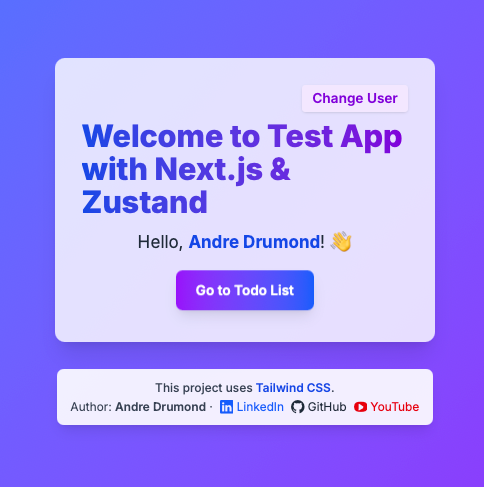 Change User
Welcome to Test App
with Next.js &
Zustand
Hello, Andre Drumond! 👋
Go to Todo List
This project uses Tailwind CSS.
Author: Andre Drumond · LinkedIn GitHub YouTube